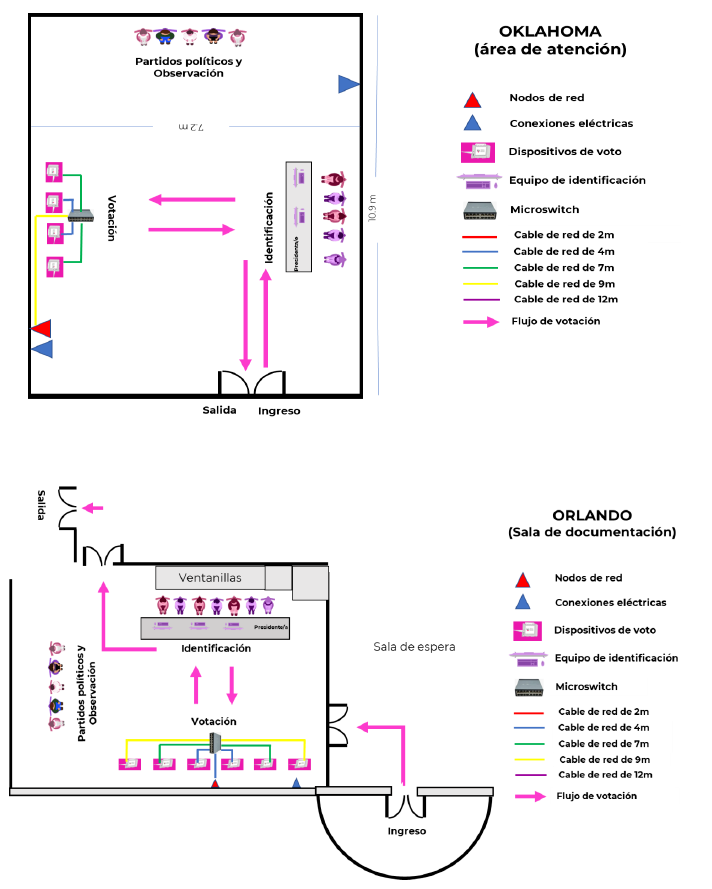 OKLAHOMA
(área de atención)
Partidos políticos y
Observación
7.2 m
10.9 m
Votación
Identificación
Presidente/a
Salida
Ingreso
Nodos de red
Conexiones eléctricas
Dispositivos de voto
Equipo de identificación
Microswitch
Cable de red de 2m
Cable de red de 4m
Cable de red de 7m
Cable de red de 9m
Cable de red de 12m
Flujo de votación
ORLANDO
(Sala de documentación)
Salida
Ventanillas
Presidente/a
Identificación
Partidos políticos y
Observación
Votación
Sala de espera
Ingreso
Nodos de red
Conexiones eléctricas
Dispositivos de voto
Equipo de identificación
Microswitch
Cable de red de 2m
Cable de red de 4m
Cable de red de 7m
Cable de red de 9m
Cable de red de 12m
Flujo de votación